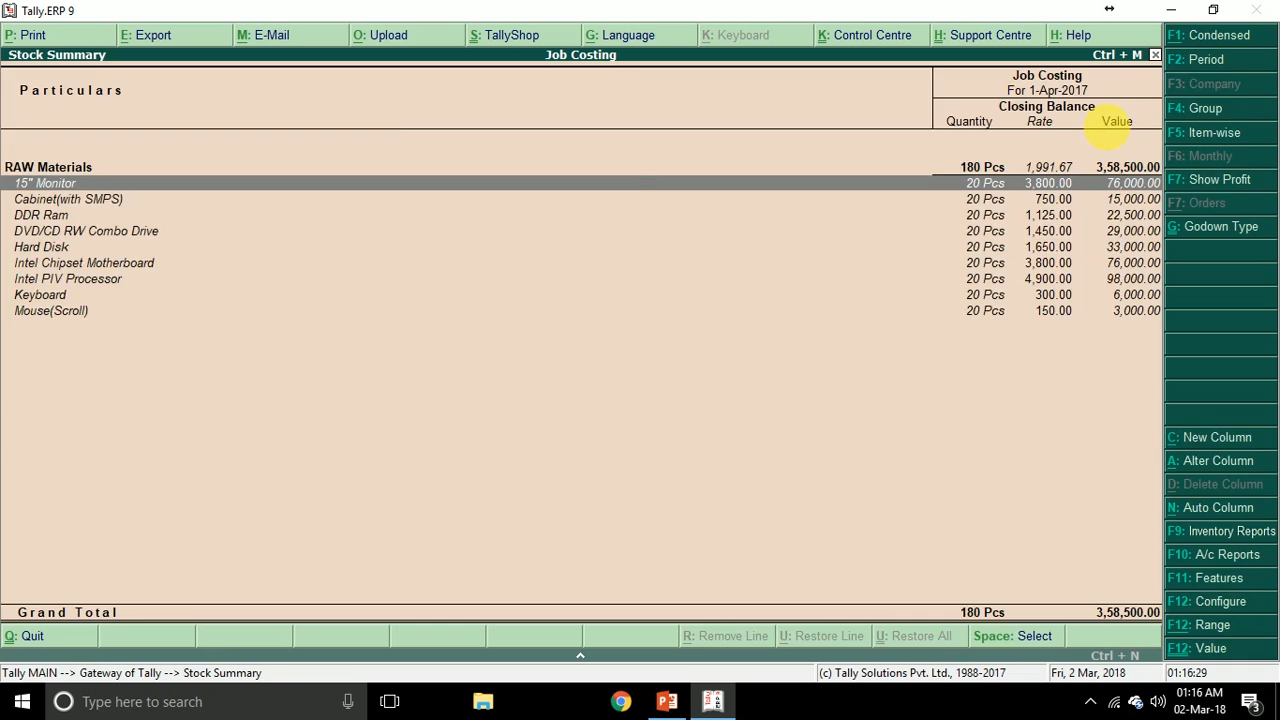 Tally.ERP 9
P: Print
E: Export
M: E-Mail
O: Upload
S: TallyShop
G: Language
K: Keyboard
K: Control Centre
H: Support Centre
H: Help
Stock Summary
Job Costing
Ctrl + M
Particulars
Job Costing
For 1-Apr-2017
Closing Balance
Quantity Rate Value
RAW Materials 180 Pcs 1,991.67 3,58,500.00
15" Monitor 20 Pcs 3,800.00 76,000.00
Cabinet(with SMPS) 20 Pcs 750.00 15,000.00
DDR Ram 20 Pcs 1,125.00 22,500.00
DVD/CD RW Combo Drive 20 Pcs 1,450.00 29,000.00
Hard Disk 20 Pcs 1,650.00 33,000.00
Intel Chipset Motherboard 20 Pcs 3,800.00 76,000.00
Intel PIV Processor 20 Pcs 4,900.00 98,000.00
Keyboard 20 Pcs 300.00 6,000.00
Mouse(Scroll) 20 Pcs 150.00 3,000.00
Grand Total 180 Pcs 3,58,500.00
F1: Condensed
F2: Period
F3: Company
F4: Group
F5: Item-wise
F6: Monthly
F7: Show Profit
F7: Orders
G: Godown Type
C: New Column
A: Alter Column
D: Delete Column
N: Auto Column
F9: Inventory Reports
F10: A/c Reports
F11: Features
F12: Configure
F12: Range
F12: Value
Q: Quit
R: Remove Line
U: Restore Line
U: Restore All
Space: Select
Ctrl + N
Tally MAIN --> Gateway of Tally --> Stock Summary
(c) Tally Solutions Pvt. Ltd., 1988-2017
Fri, 2 Mar, 2018
01:16:29
Type here to search
01:16 AM
02-Mar-18
3